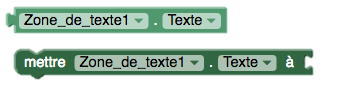 Zone_de_texte1 . Texte
mettre Zone_de_texte1 . Texte à